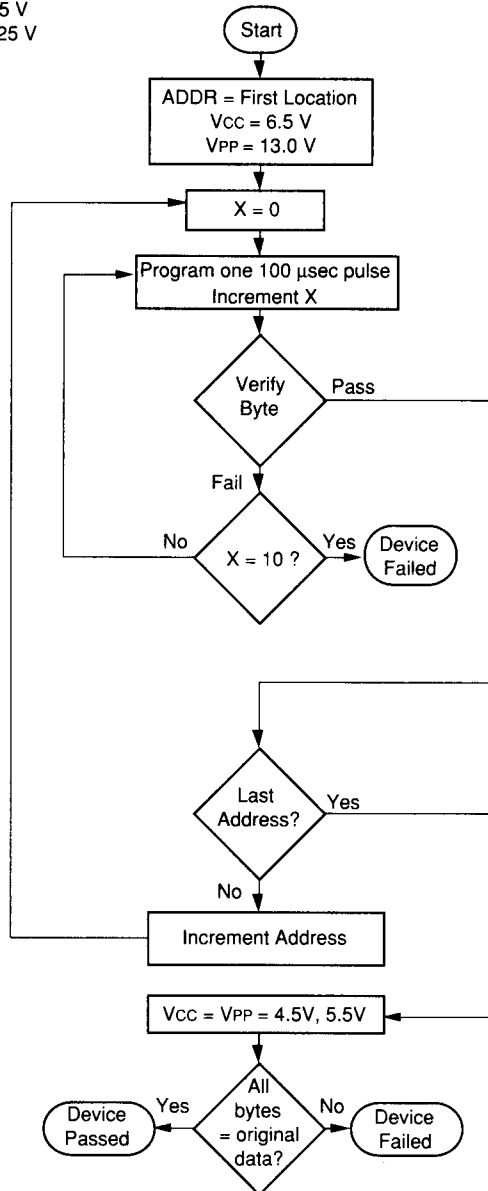 5 V
25 V
Start
ADDR = First Location
VCC = 6.5 V
VPP = 13.0 V
X = 0
Program one 100 μsec pulse
Increment X
Verify
Byte
Pass
Fail
No
X = 10 ?
Yes
Device
Failed
Last
Address?
Yes
No
Increment Address
VCC = VPP = 4.5V, 5.5V
Device
Passed
Yes
All
bytes
= original
data?
No
Device
Failed